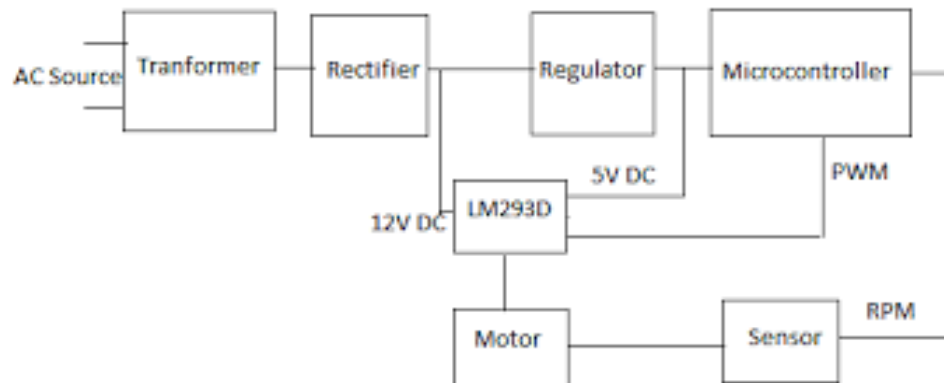 AC Source
Tranformer
Rectifier
Regulator
Microcontroller
5V DC
PWM
12V DC
LM293D
Motor
Sensor
RPM